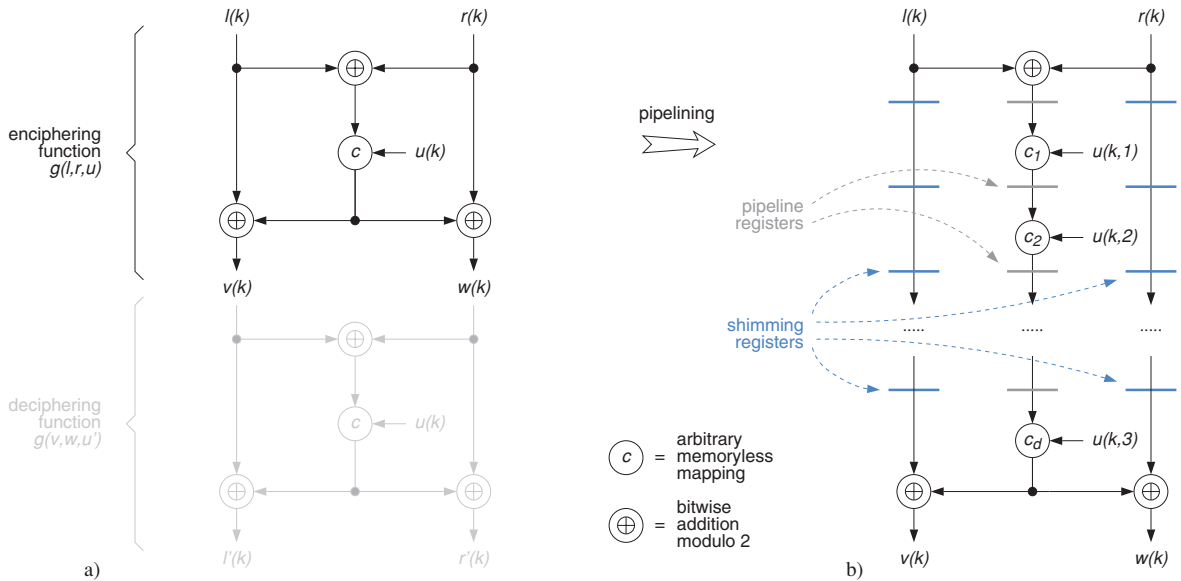 l(k)
r(k)
enciphering
function
g(l,r,u)
c
u(k)
v(k)
w(k)
deciphering
function
g(v,w,u')
c
u(k)
l'(k)
r'(k)
a)
pipelining
l(k)
r(k)
c1
u(k,1)
pipeline
registers
c2
u(k,2)
shimming
registers
.....
.....
.....
cd
u(k,3)
v(k)
w(k)
c = arbitrary
memoryless
mapping
= bitwise
addition
modulo 2
b)